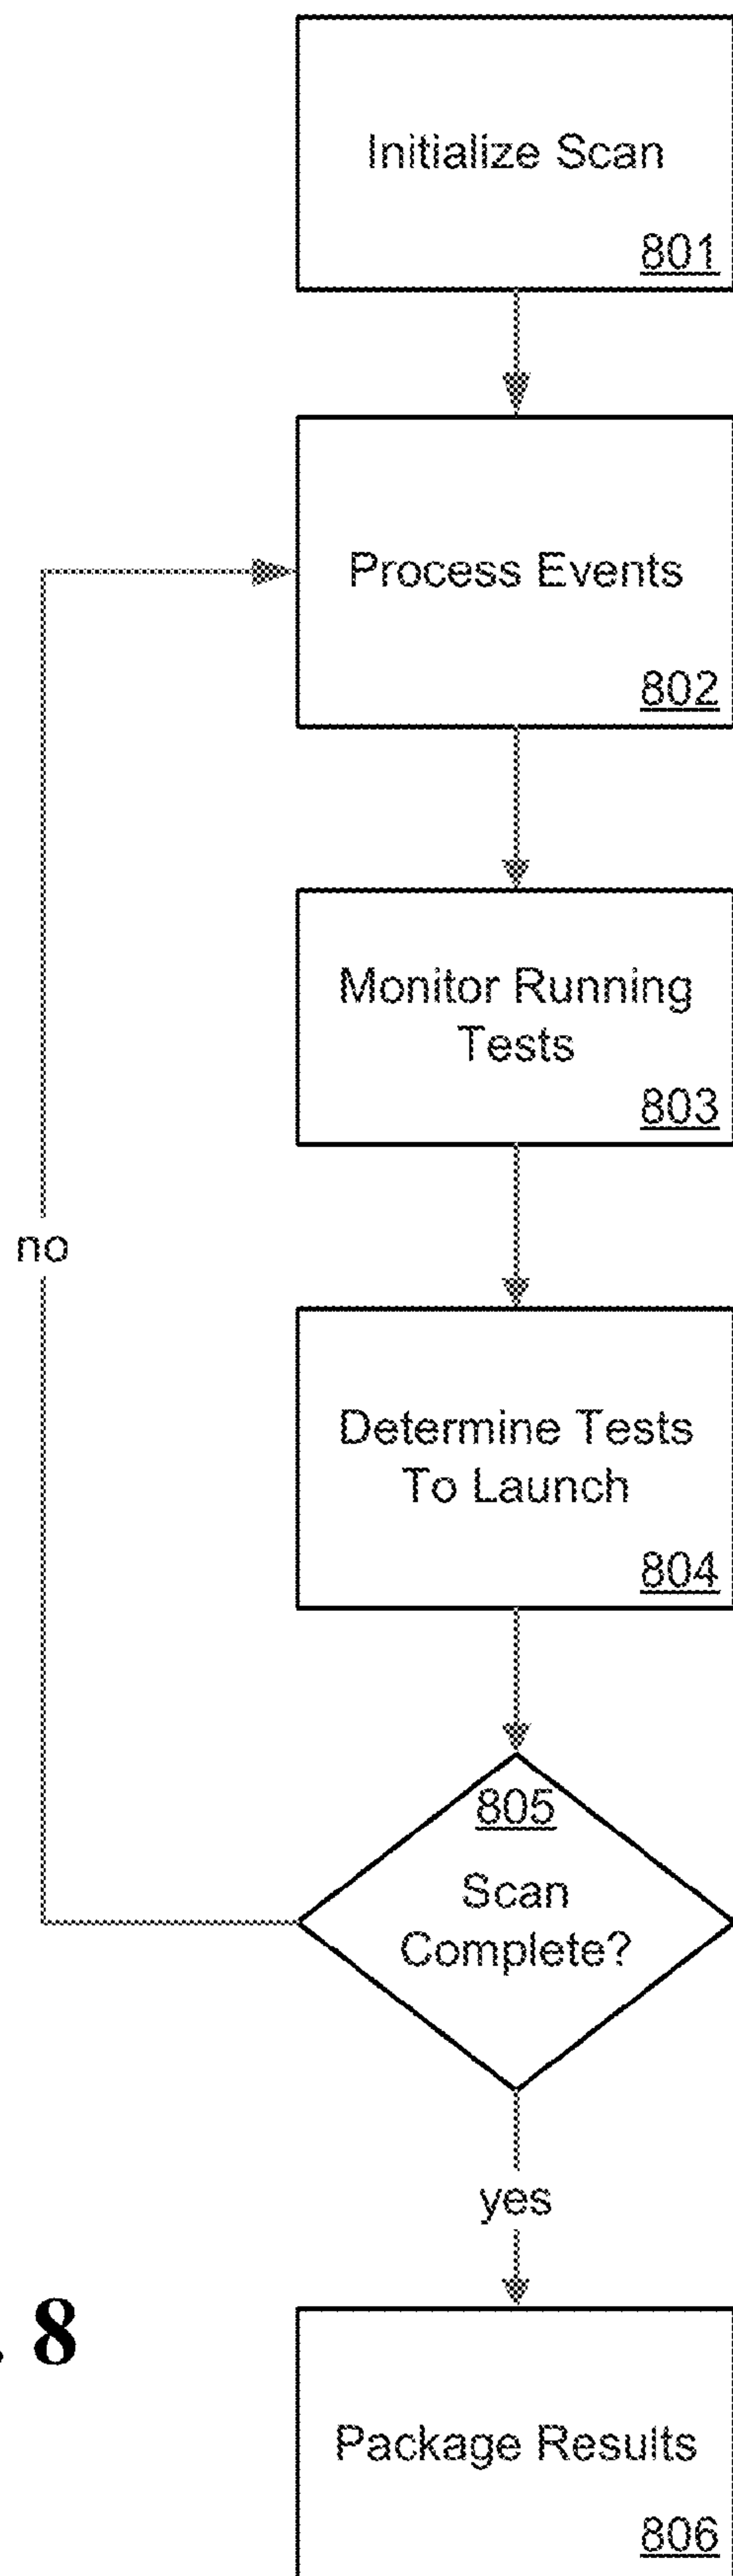 Initialize Scan
801
Process Events
802
Monitor Running
Tests
803
no
Determine Tests
To Launch
804
805
Scan
Complete?
yes
. 8
Package Results
806